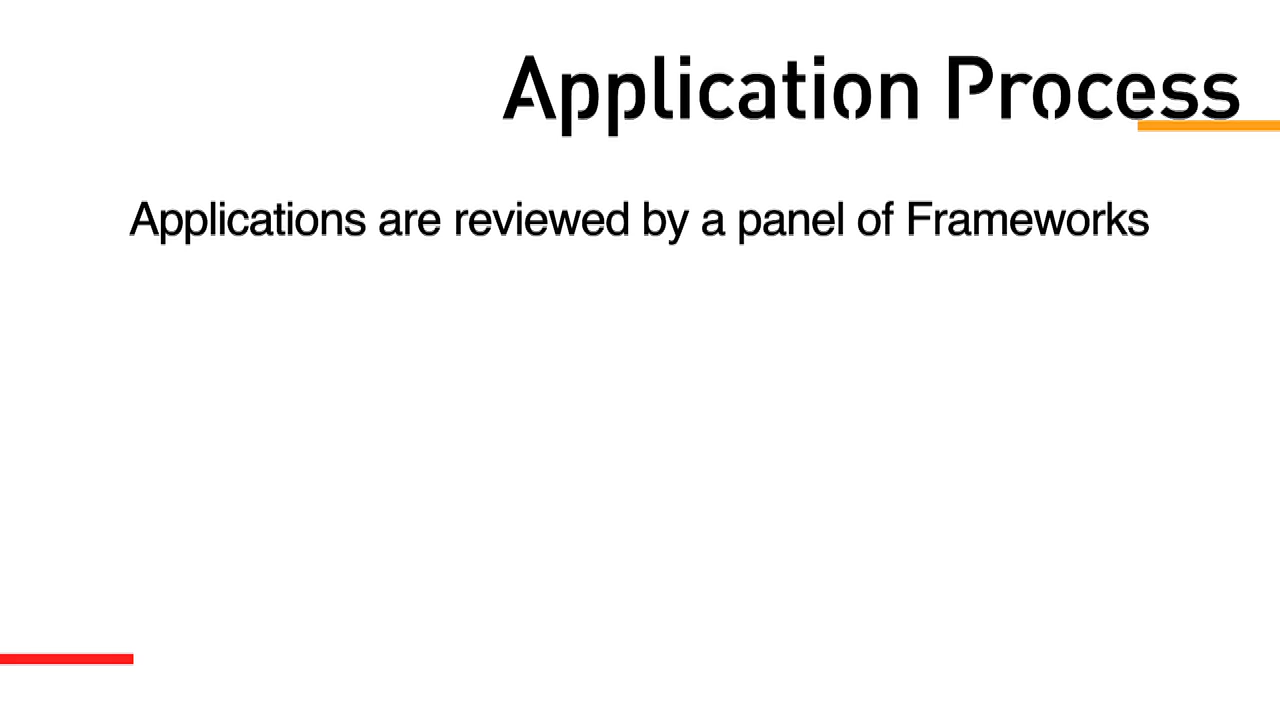 Application Process
Applications are reviewed by a panel of Frameworks